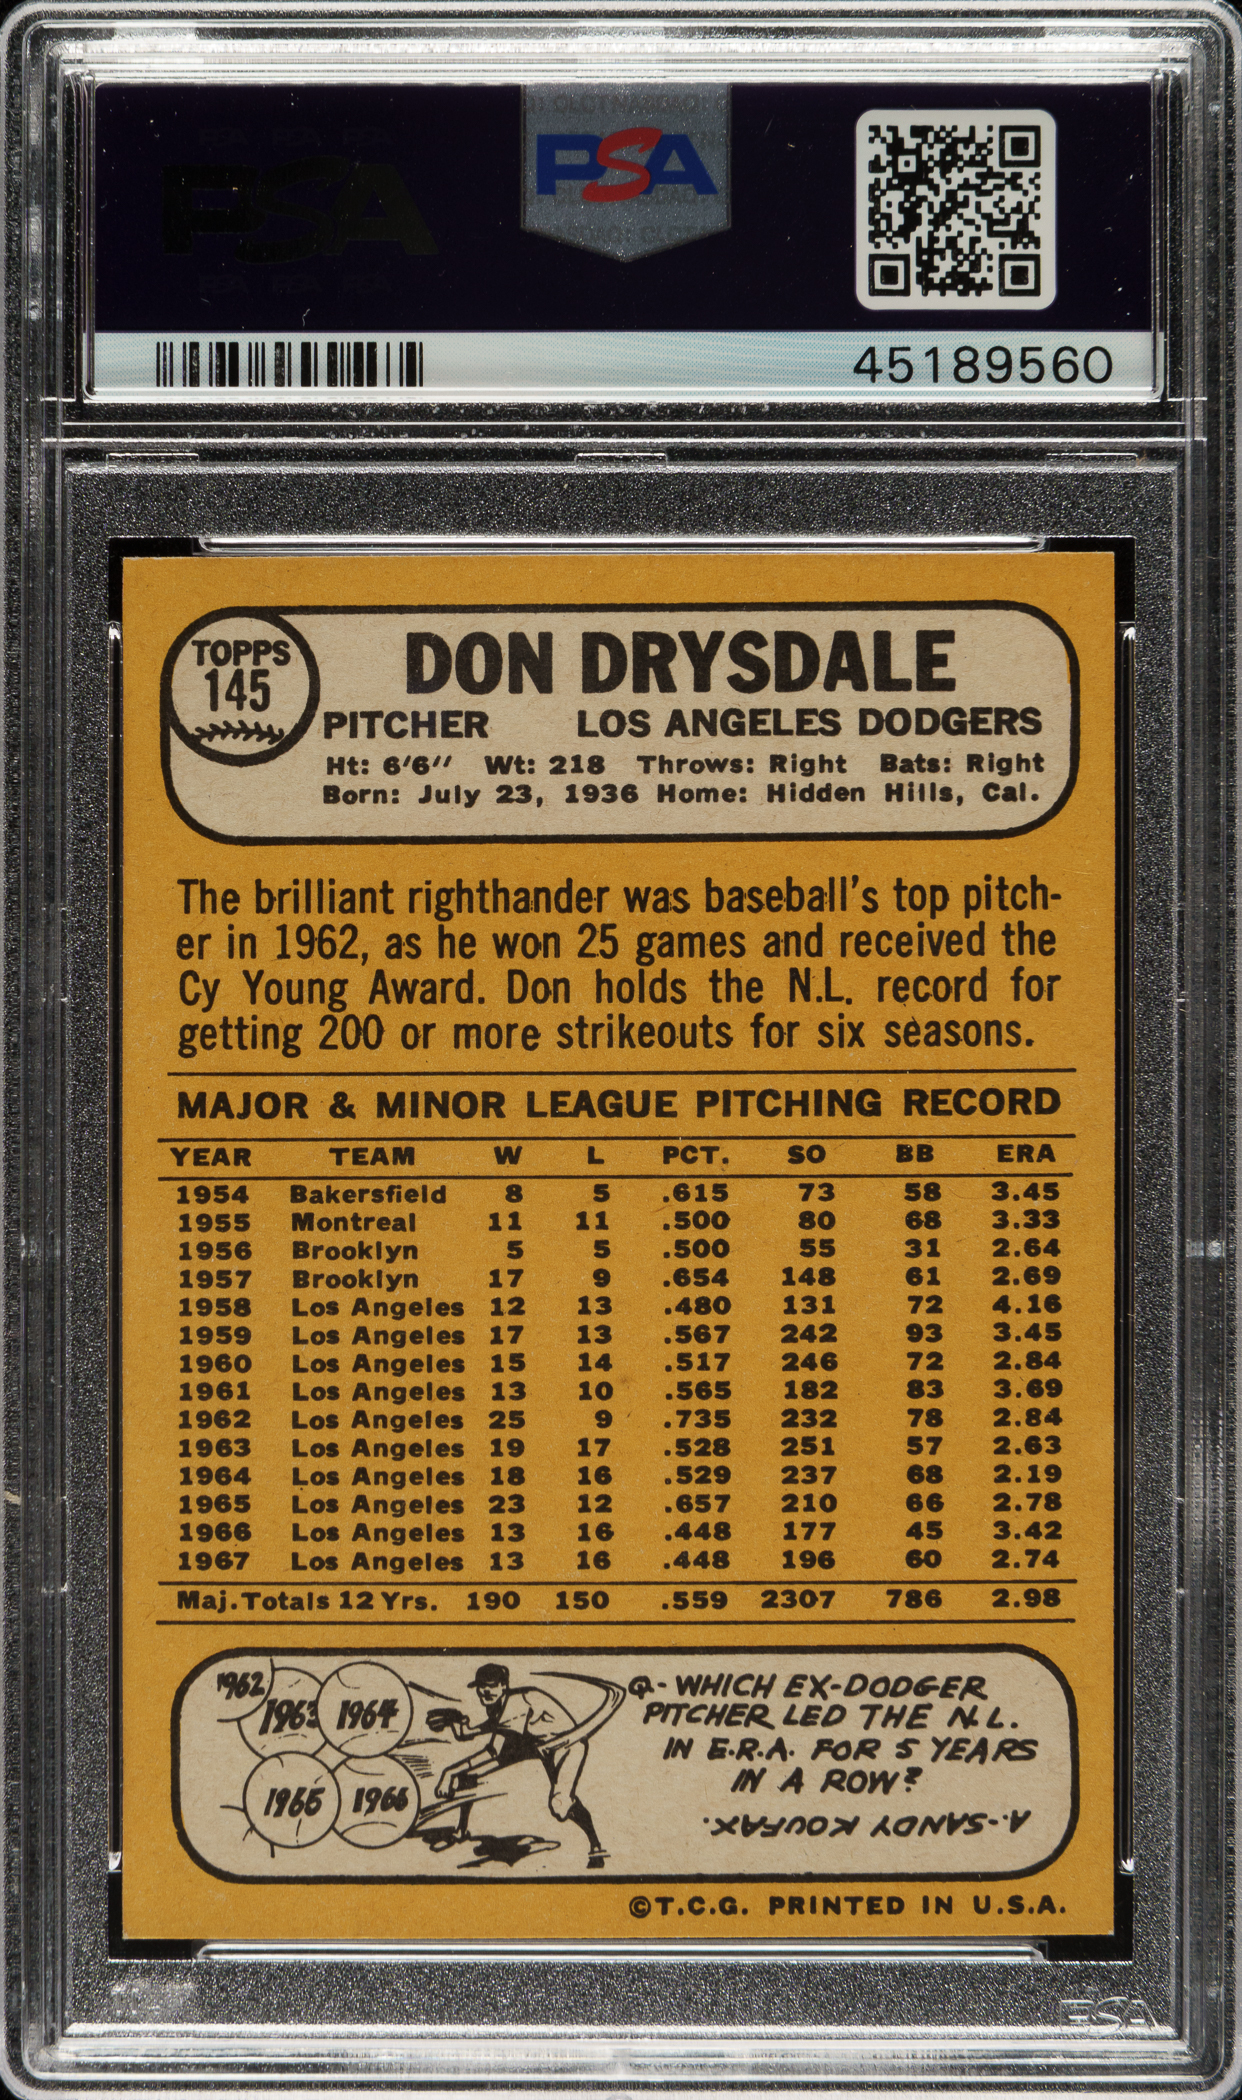 PSA
PSA
45189560
TOPPS
145
DON DRYSDALE
PITCHER LOS ANGELES DODGERS
Ht: 6'6" Wt: 218 Throws: Right Bats: Right
Born: July 23, 1936 Home: Hidden Hills, Cal.
The brilliant righthander was baseball's top pitch-
er in 1962, as he won 25 games and received the
Cy Young Award. Don holds the N.L. record for
getting 200 or more strikeouts for six seasons.
MAJOR & MINOR LEAGUE PITCHING RECORD
YEAR TEAM W L PCT. SO BB ERA
1954 Bakersfield 8 5 .615 73 58 3.45
1955 Montreal 11 11 .500 80 68 3.33
1956 Brooklyn 5 5 .500 55 31 2.64
1957 Brooklyn 17 9 .654 148 61 2.69
1958 Los Angeles 12 13 .480 131 72 4.16
1959 Los Angeles 17 13 .567 242 93 3.45
1960 Los Angeles 15 14 .517 246 72 2.84
1961 Los Angeles 13 10 .565 182 83 3.69
1962 Los Angeles 25 9 .735 232 78 2.84
1963 Los Angeles 19 17 .528 251 57 2.63
1964 Los Angeles 18 16 .529 237 68 2.19
1965 Los Angeles 23 12 .657 210 66 2.78
1966 Los Angeles 13 16 .448 177 45 3.42
1967 Los Angeles 13 16 .448 196 60 2.74
Maj. Totals 12 Yrs. 190 150 .559 2307 786 2.98
1962
1963
1964
1965
1966
Q- WHICH EX-DODGER
PITCHER LED THE N.L.
IN E.R.A. FOR 5 YEARS
IN A ROW?
A.-SANDY KOUFAX.
©T.C.G. PRINTED IN U.S.A.
PSA